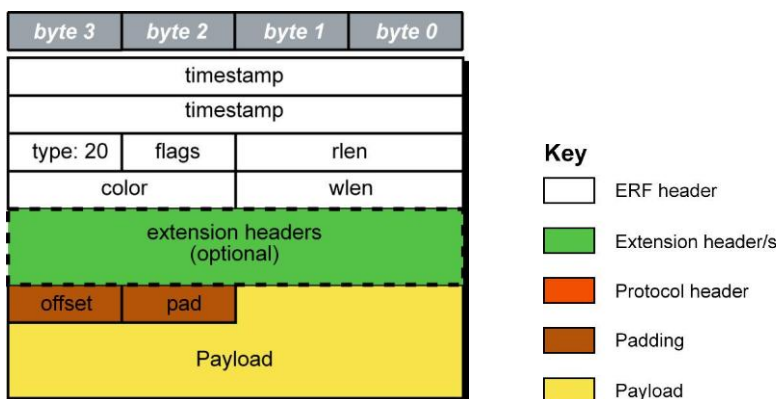 byte 3 byte 2 byte 1 byte 0
timestamp
timestamp
type: 20 flags rlen
color wlen
extension headers
(optional)
offset pad
Payload
Key
ERF header
Extension header/s
Protocol header
Padding
Payload